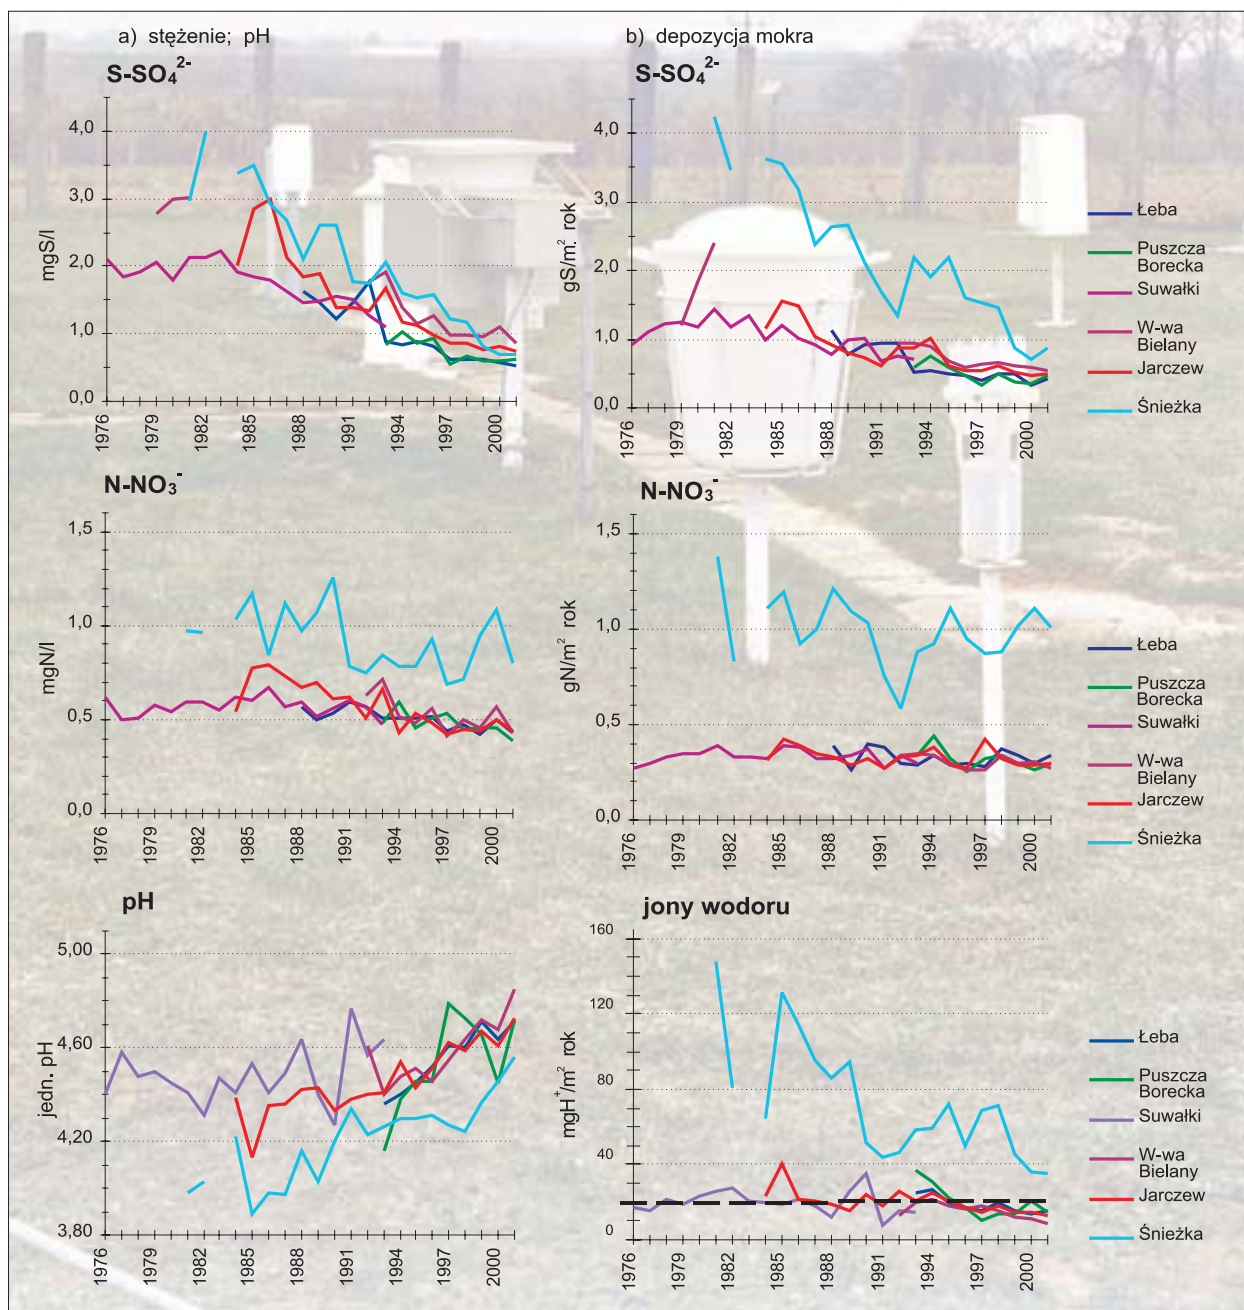 a) stężenie; pH
S-SO₄²⁻
4,0
3,0
2,0
1,0
0,0
mgS/l
1976
1979
1982
1985
1988
1991
1994
1997
2000
b) depozycja mokra
S-SO₄²⁻
4,0
3,0
2,0
1,0
0,0
gS/m² rok
1976
1979
1982
1985
1988
1991
1994
1997
2000
Łeba
Puszcza
Borecka
Suwałki
W-wa
Bielany
Jarczew
Śnieżka
N-NO₃⁻
1,5
1,0
0,5
0,0
mgN/l
1976
1979
1982
1985
1988
1991
1994
1997
2000
N-NO₃⁻
1,5
1,0
0,5
0,0
gN/m² rok
1976
1979
1982
1985
1988
1991
1994
1997
2000
Łeba
Puszcza
Borecka
Suwałki
W-wa
Bielany
Jarczew
Śnieżka
pH
5,00
4,60
4,20
3,80
jedn. pH
1976
1979
1982
1985
1988
1991
1994
1997
2000
jony wodoru
160
120
80
40
0
mgH⁺/m² rok
1976
1979
1982
1985
1988
1991
1994
1997
2000
Łeba
Puszcza
Borecka
Suwałki
W-wa
Bielany
Jarczew
Śnieżka